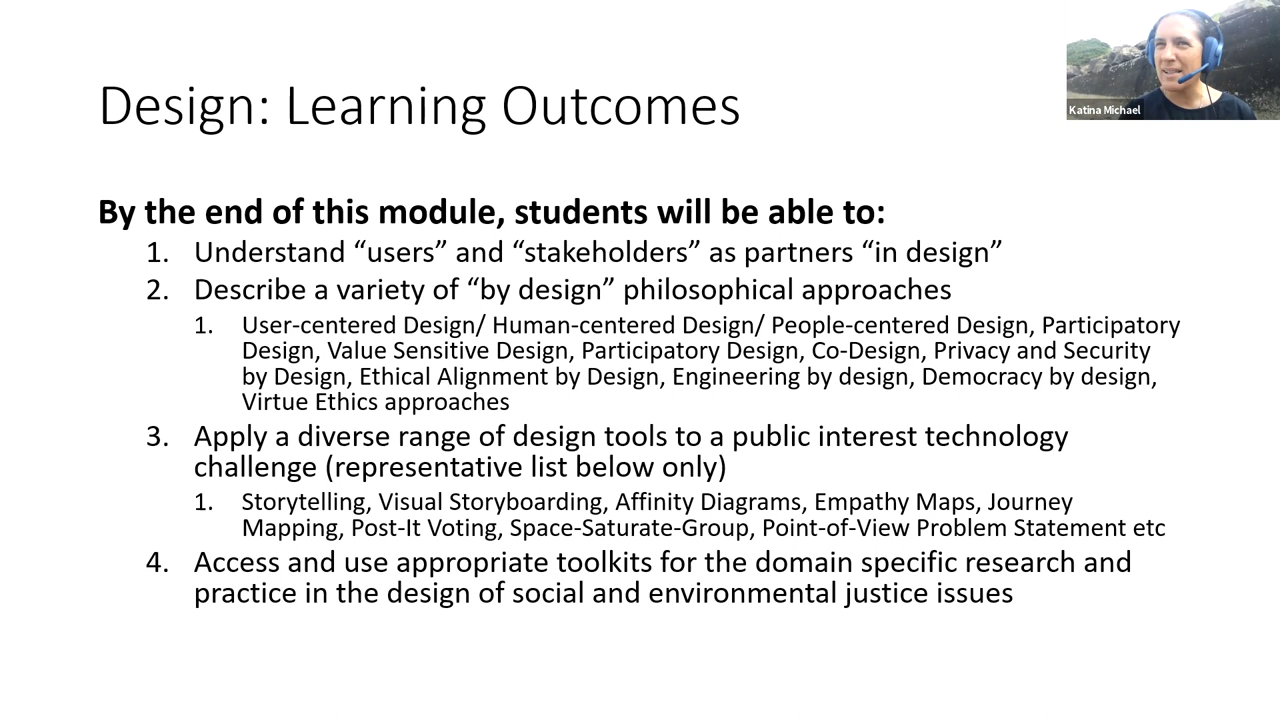 Katina Michael
Design: Learning Outcomes
By the end of this module, students will be able to:
1. Understand “users” and “stakeholders” as partners “in design”
2. Describe a variety of “by design” philosophical approaches
1. User-centered Design/ Human-centered Design/ People-centered Design, Participatory
Design, Value Sensitive Design, Participatory Design, Co-Design, Privacy and Security
by Design, Ethical Alignment by Design, Engineering by design, Democracy by design,
Virtue Ethics approaches
3. Apply a diverse range of design tools to a public interest technology
challenge (representative list below only)
1. Storytelling, Visual Storyboarding, Affinity Diagrams, Empathy Maps, Journey
Mapping, Post-It Voting, Space-Saturate-Group, Point-of-View Problem Statement etc
4. Access and use appropriate toolkits for the domain specific research and
practice in the design of social and environmental justice issues